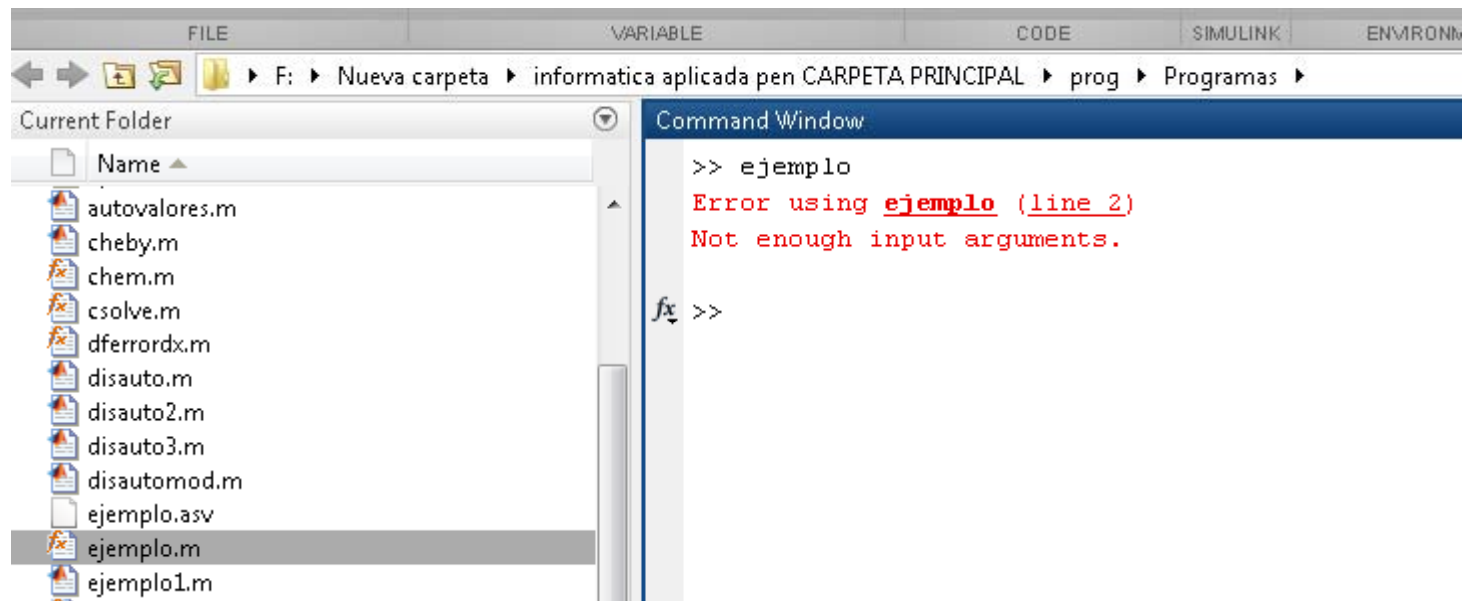 FILE VARIABLE CODE SIMULINK
F: Nueva carpeta informatica aplicada pen CARPETA PRINCIPAL prog Programas
Current Folder
Name
autovalores.m
cheby.m
chem.m
csolve.m
dferrordx.m
disauto.m
disauto2.m
disauto3.m
disautomod.m
ejemplo.asv
ejemplo.m
ejemplo1.m
Command Window
>> ejemplo
Error using ejemplo (line 2)
Not enough input arguments.
fx >>